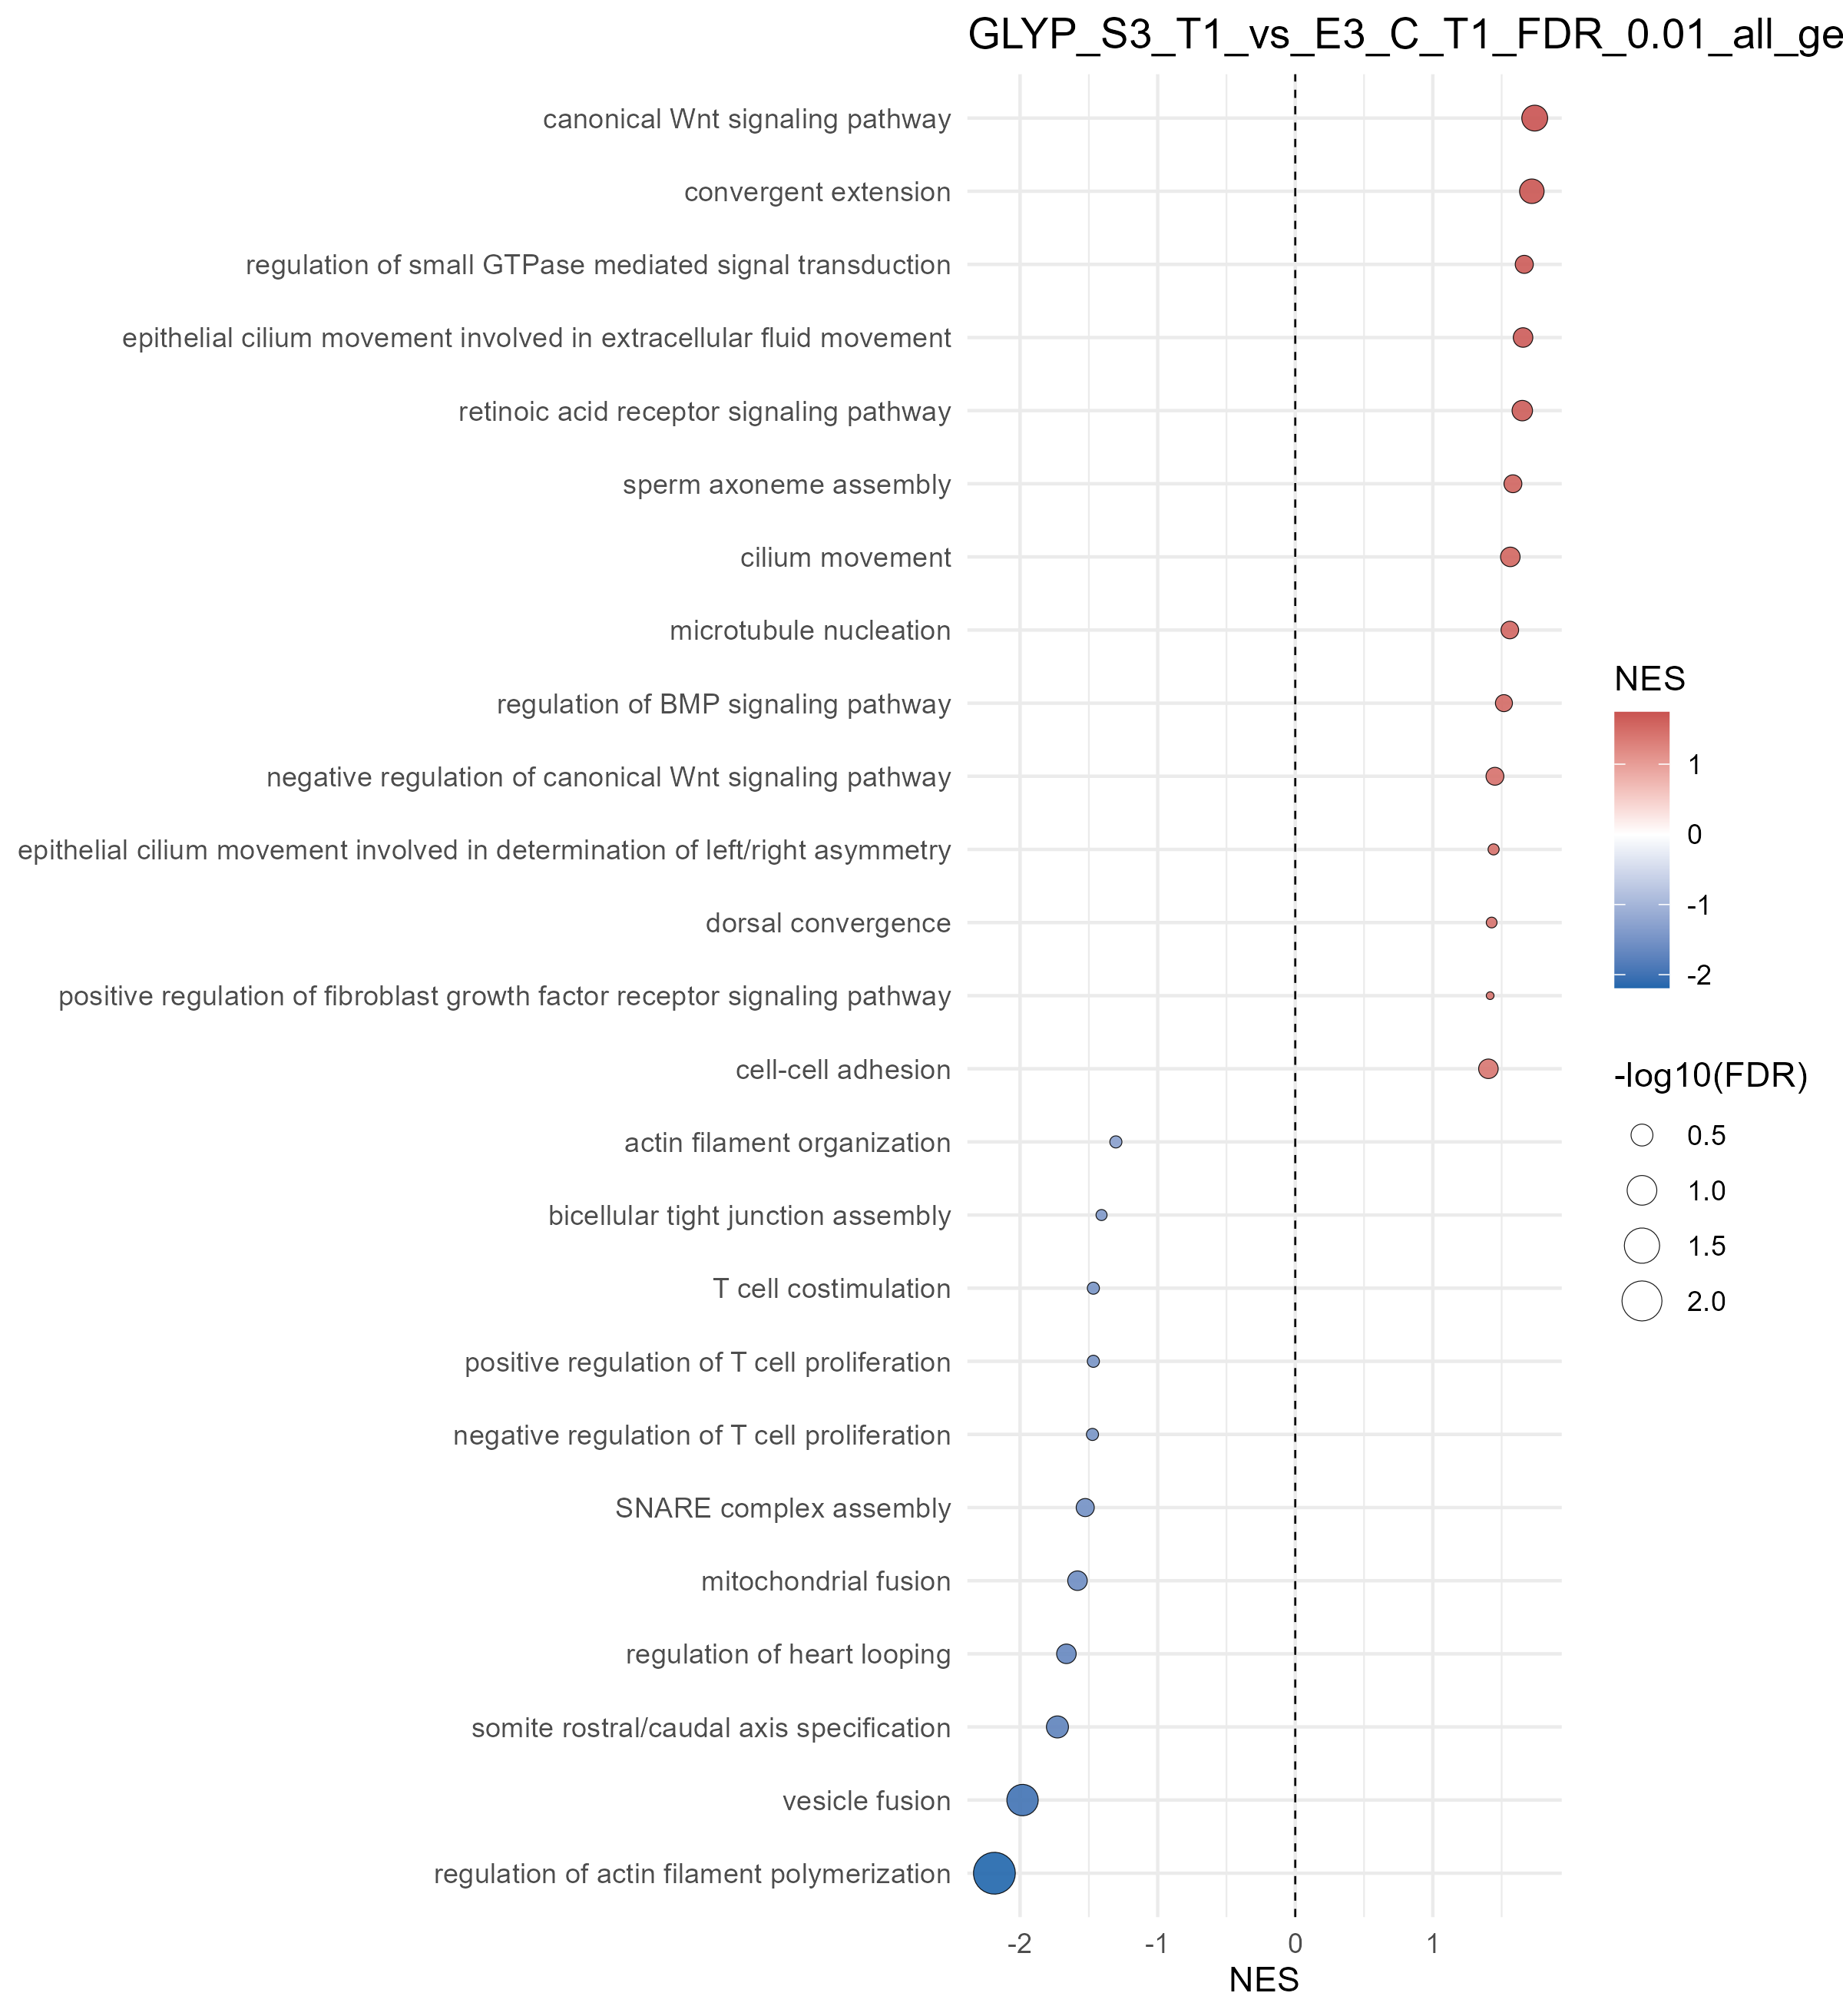 GLYP_S3_T1_vs_E3_C_T1_FDR_0.01_all_ge
canonical Wnt signaling pathway
convergent extension
regulation of small GTPase mediated signal transduction
epithelial cilium movement involved in extracellular fluid movement
retinoic acid receptor signaling pathway
sperm axoneme assembly
cilium movement
microtubule nucleation
regulation of BMP signaling pathway
negative regulation of canonical Wnt signaling pathway
epithelial cilium movement involved in determination of left/right asymmetry
dorsal convergence
positive regulation of fibroblast growth factor receptor signaling pathway
cell-cell adhesion
actin filament organization
bicellular tight junction assembly
T cell costimulation
positive regulation of T cell proliferation
negative regulation of T cell proliferation
SNARE complex assembly
mitochondrial fusion
regulation of heart looping
somite rostral/caudal axis specification
vesicle fusion
regulation of actin filament polymerization
-2 -1 0 1
NES
NES
1
0
-1
-2
-log10(FDR)
0.5
1.0
1.5
2.0